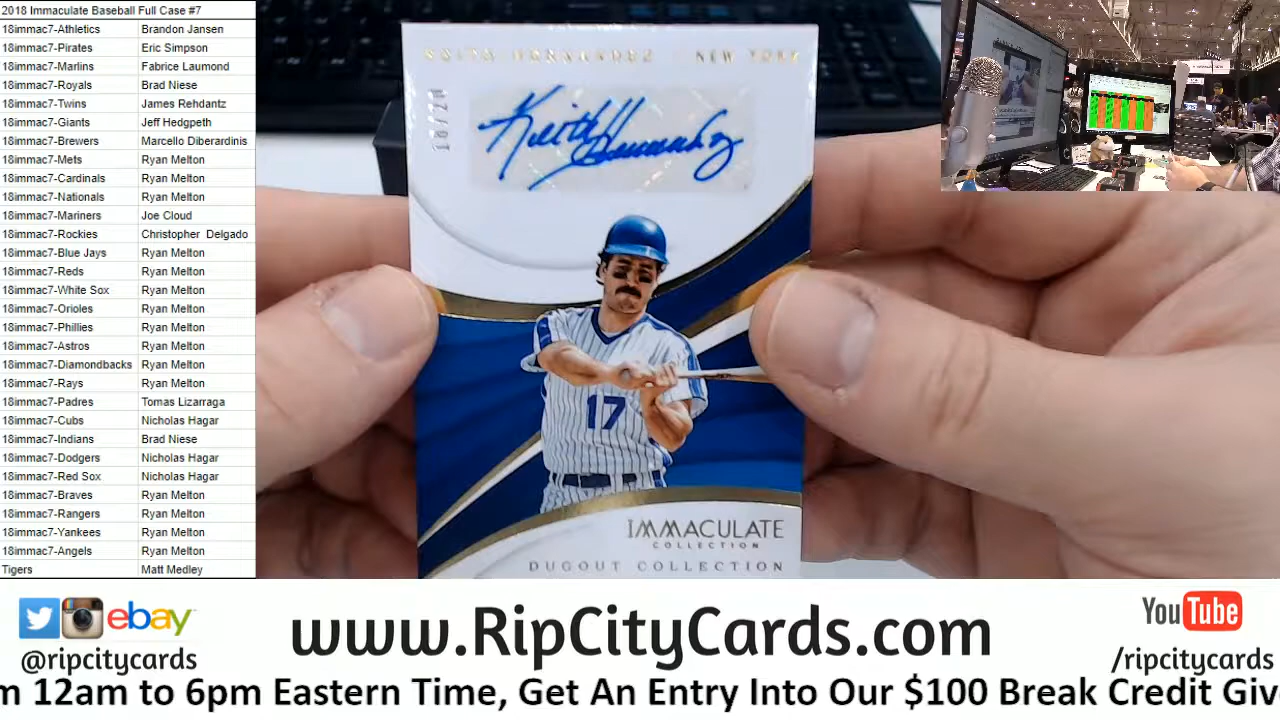 2018 Immaculate Baseball Full Case #7
18immac7-Athletics Brandon Jansen
18immac7-Pirates Eric Simpson
18immac7-Marlins Fabrice Laumond
18immac7-Royals Brad Niese
18immac7-Twins James Rehdantz
18immac7-Giants Jeff Hedgpeth
18immac7-Brewers Marcello Diberardinis
18immac7-Mets Ryan Melton
18immac7-Cardinals Ryan Melton
18immac7-Nationals Ryan Melton
18immac7-Mariners Joe Cloud
18immac7-Rockies Christopher Delgado
18immac7-Blue Jays Ryan Melton
18immac7-Reds Ryan Melton
18immac7-White Sox Ryan Melton
18immac7-Orioles Ryan Melton
18immac7-Phillies Ryan Melton
18immac7-Astros Ryan Melton
18immac7-Diamondbacks Ryan Melton
18immac7-Rays Ryan Melton
18immac7-Padres Tomas Lizarraga
18immac7-Cubs Nicholas Hagar
18immac7-Indians Brad Niese
18immac7-Dodgers Nicholas Hagar
18immac7-Red Sox Nicholas Hagar
18immac7-Braves Ryan Melton
18immac7-Rangers Ryan Melton
18immac7-Yankees Ryan Melton
18immac7-Angels Ryan Melton
Tigers Matt Medley
KEITH HERNANDEZ NEW YORK
Keith Hernandez
17
IMMACULATE
COLLECTION
DUGOUT COLLECTION
ebay
@ripcitycards
www.RipCityCards.com
YouTube
/ripcitycards
m 12am to 6pm Eastern Time, Get An Entry Into Our $100 Break Credit Giv